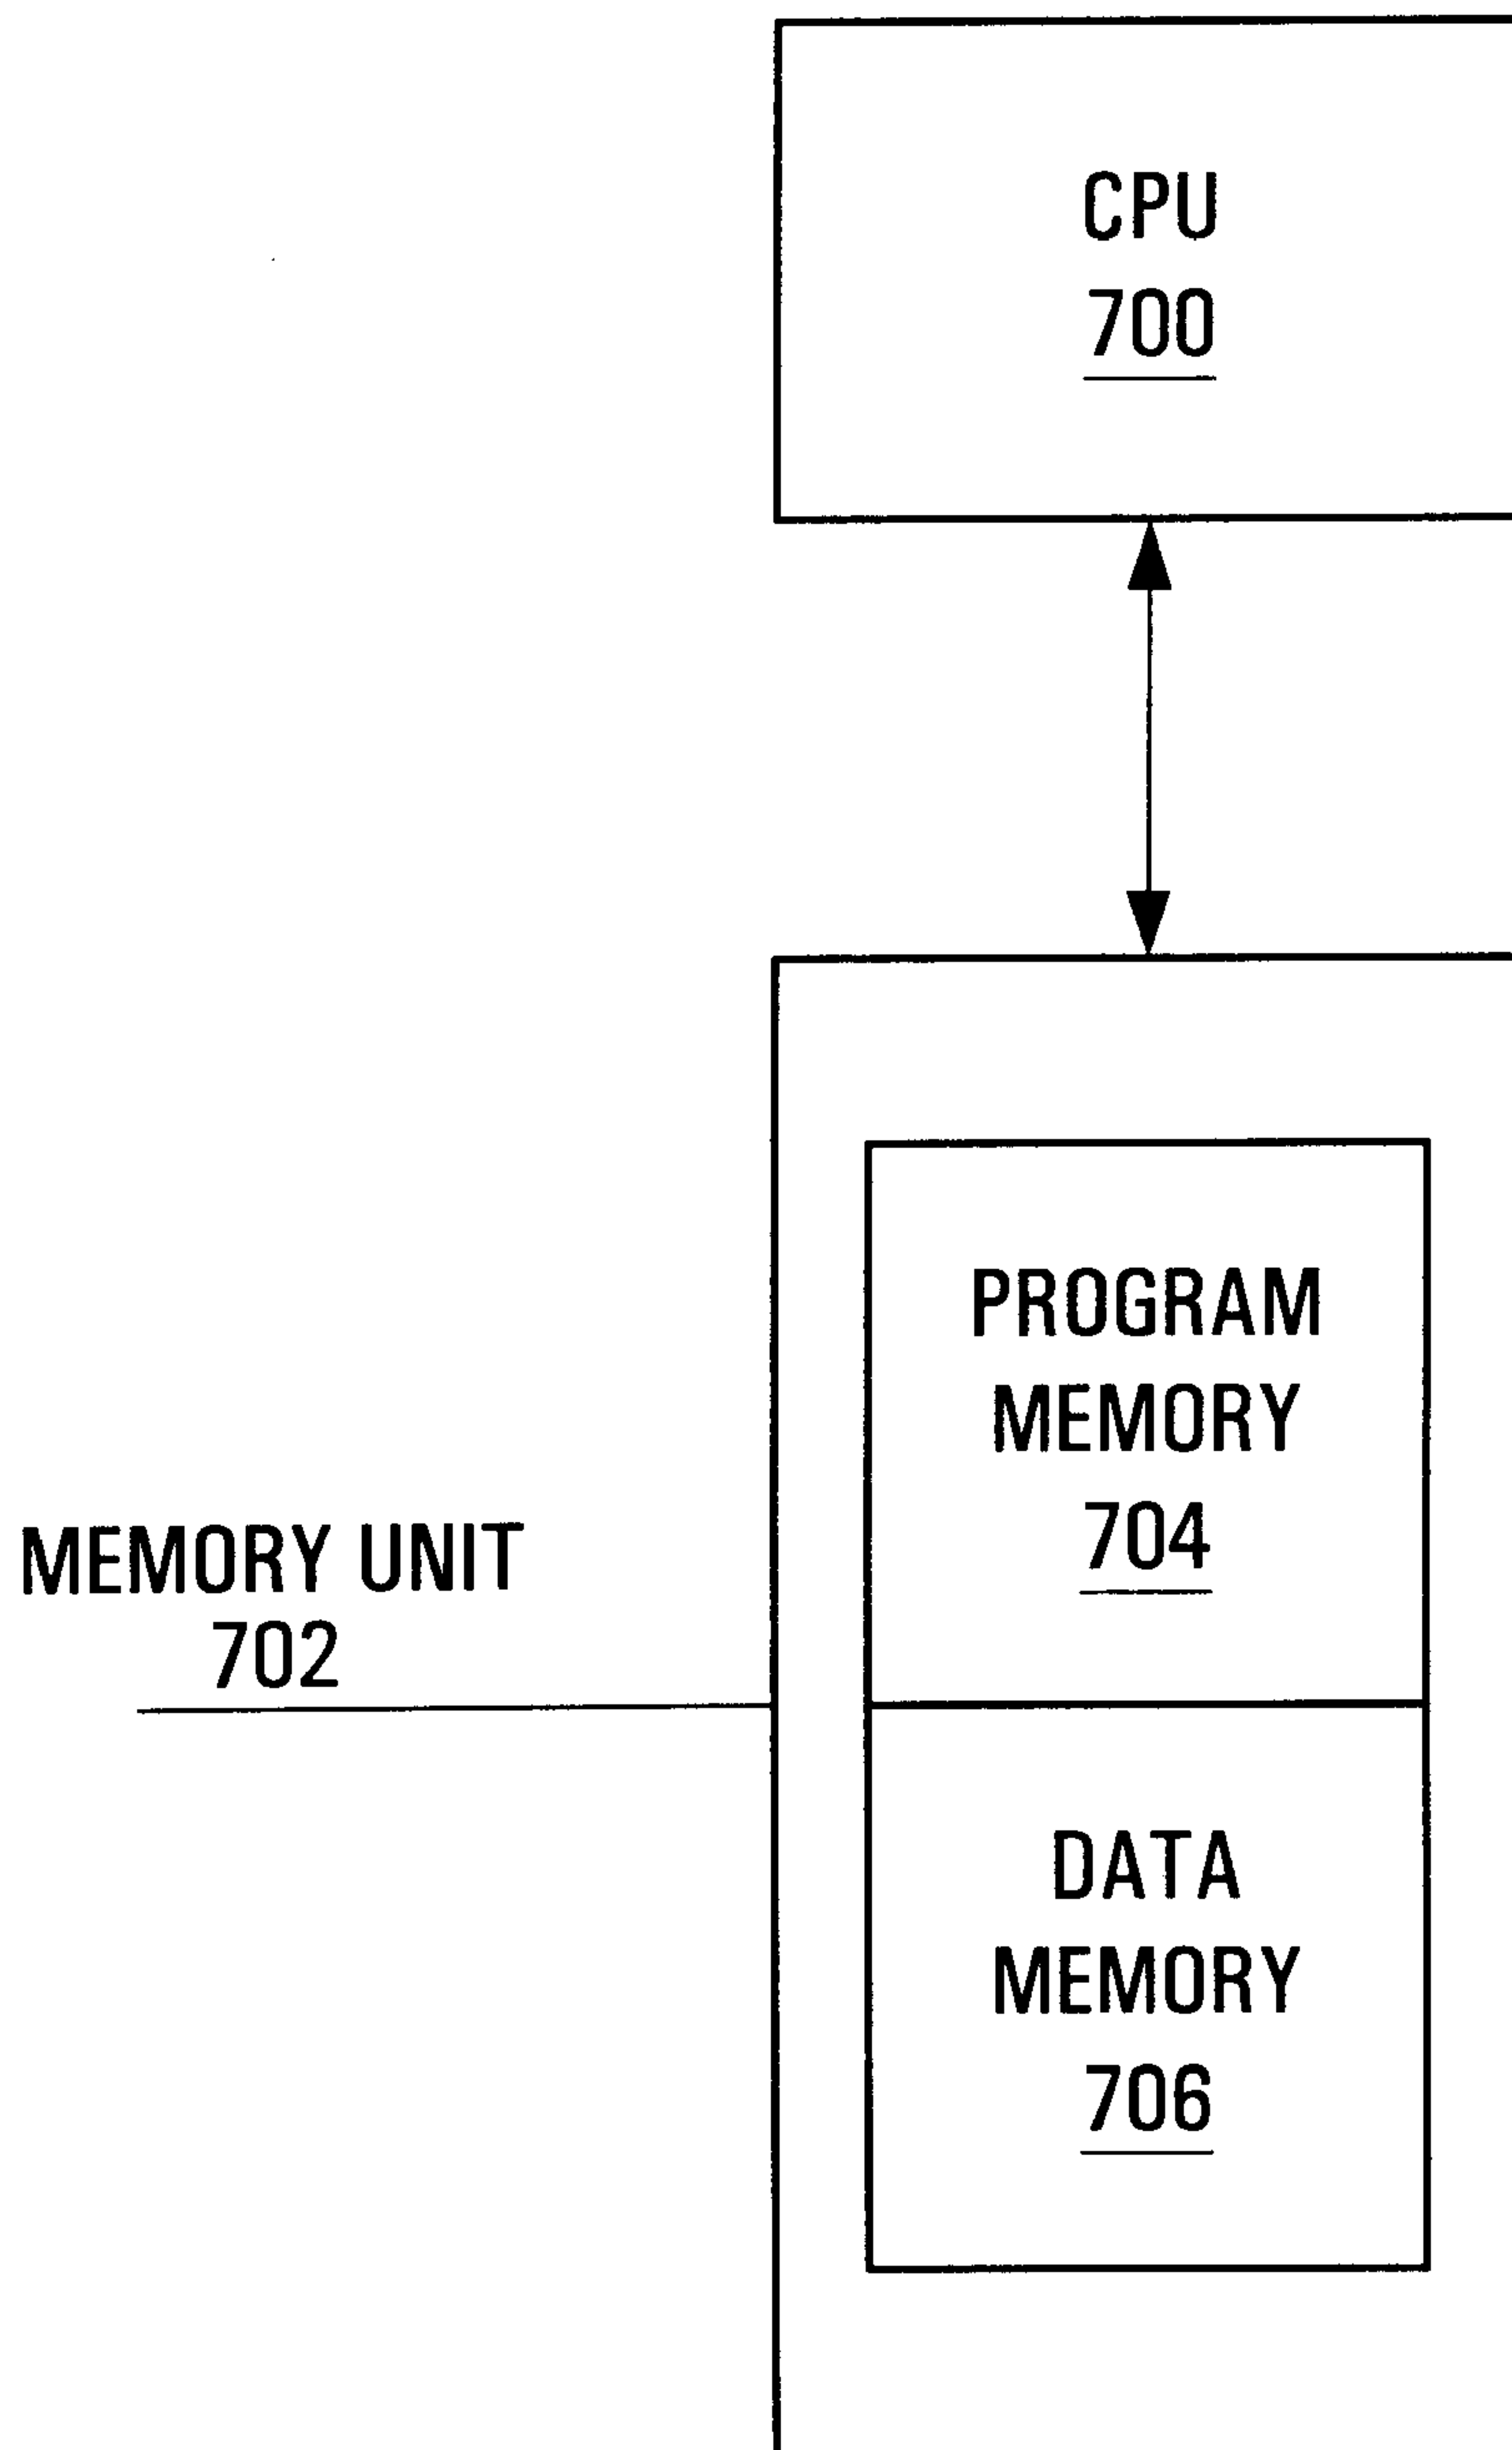 CPU
700
PROGRAM
MEMORY
704
MEMORY UNIT
702
DATA
MEMORY
706